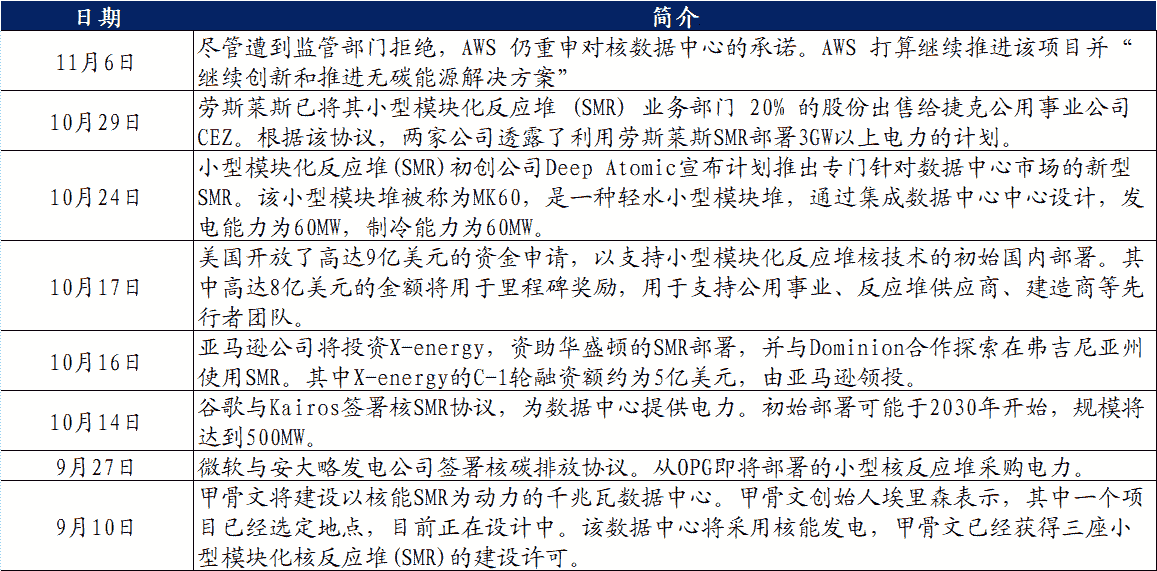 日期 简介
11月6日
尽管遭到监管部门拒绝，AWS 仍重申对核数据中心的承诺。AWS 打算继续推进该项目并“
继续创新和推进无碳能源解决方案”
10月29日
劳斯莱斯已将其小型模块化反应堆 (SMR) 业务部门 20% 的股份出售给捷克公用事业公司
CEZ。根据该协议，两家公司透露了利用劳斯莱斯SMR部署3GW以上电力的计划。
10月24日
小型模块化反应堆(SMR)初创公司Deep Atomic宣布计划推出专门针对数据中心市场的新型
SMR。该小型模块堆被称为MK60，是一种轻水小型模块堆，通过集成数据中心中心设计，发
电能力为60MW，制冷能力为60MW。
10月17日
美国开放了高达9亿美元的资金申请，以支持小型模块化反应堆核技术的初始国内部署。其
中高达8亿美元的金额将用于里程碑奖励，用于支持公用事业、反应堆供应商、建造商等先
行者团队。
10月16日
亚马逊公司将投资X-energy，资助华盛顿的SMR部署，并与Dominion合作探索在弗吉尼亚州
使用SMR。其中X-energy的C-1轮融资额约为5亿美元，由亚马逊领投。
10月14日
谷歌与Kairos签署核SMR协议，为数据中心提供电力。初始部署可能于2030年开始，规模将
达到500MW。
9月27日
微软与安大略发电公司签署核碳排放协议。从OPG即将部署的小型核反应堆采购电力。
9月10日
甲骨文将建设以核能SMR为动力的千兆瓦数据中心。甲骨文创始人埃里森表示，其中一个项
目已经选定地点，目前正在设计中。该数据中心将采用核能发电，甲骨文已经获得三座小
型模块化核反应堆(SMR)的建设许可。